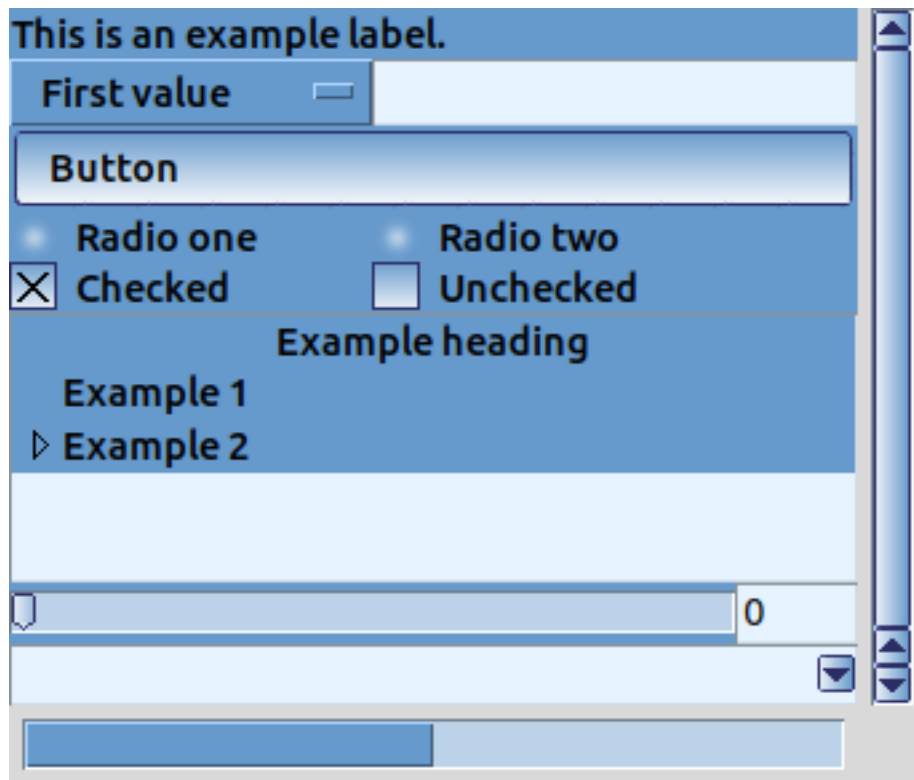 This is an example label.
First value
Button
Radio one Radio two
Checked Unchecked
Example heading
Example 1
Example 2
0